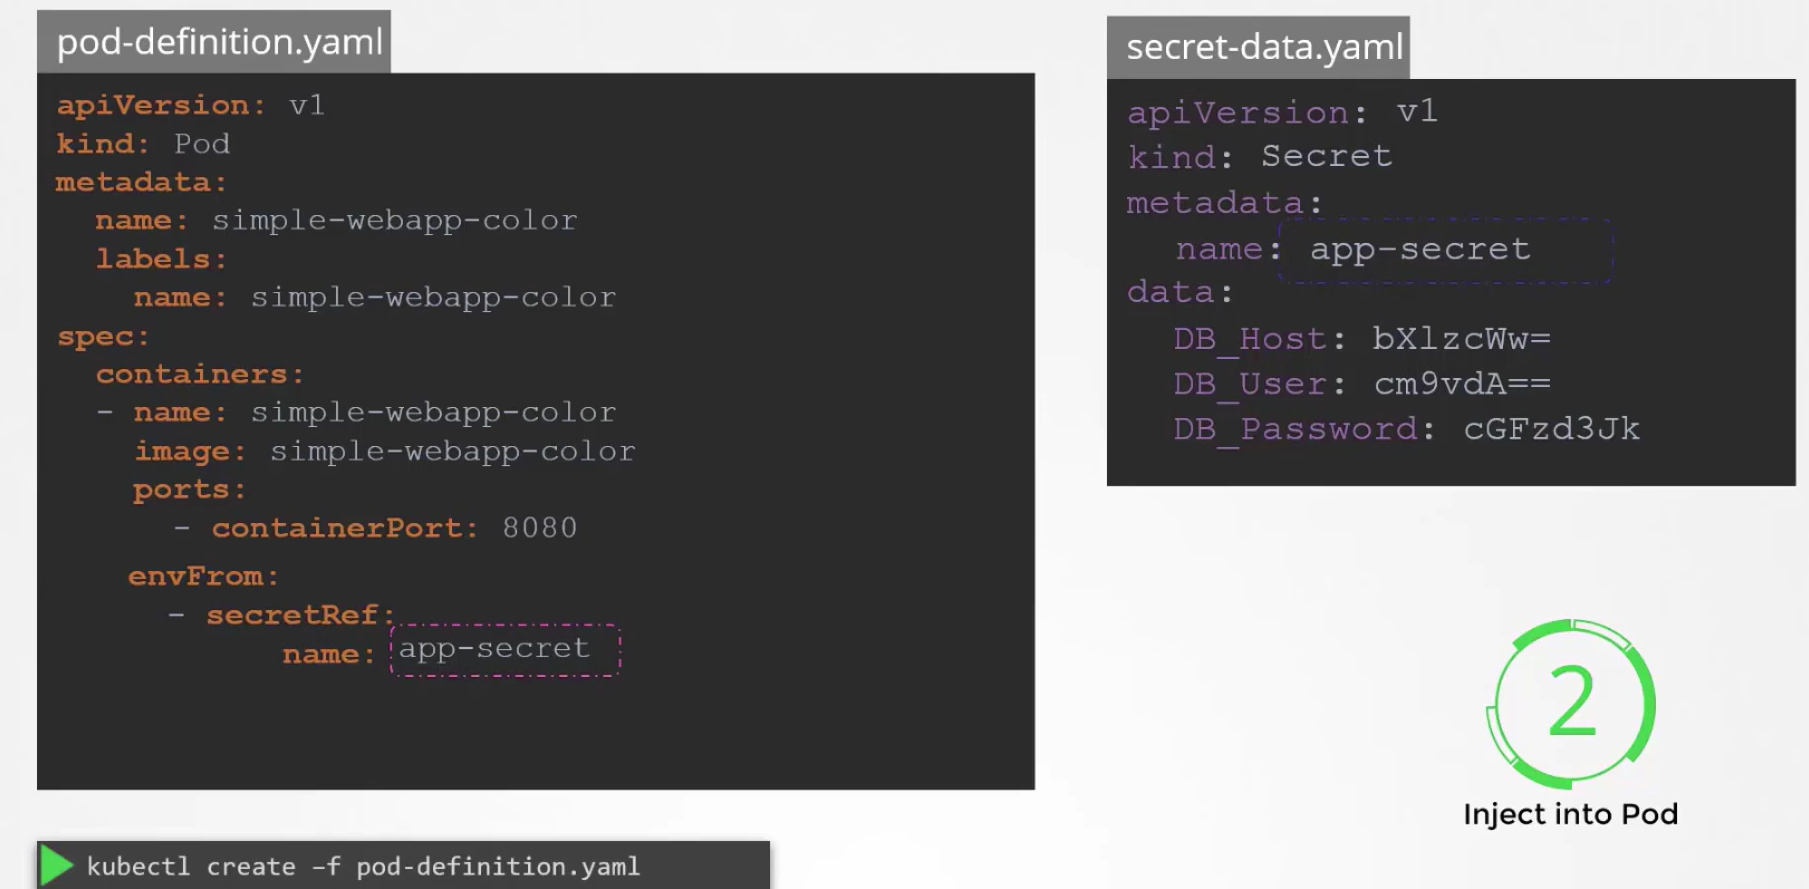 pod-definition.yaml
apiVersion: v1
kind: Pod
metadata:
  name: simple-webapp-color
  labels:
    name: simple-webapp-color
spec:
  containers:
  - name: simple-webapp-color
    image: simple-webapp-color
    ports:
      - containerPort: 8080
    envFrom:
      - secretRef:
            name: app-secret
kubectl create –f pod-definition.yaml
secret-data.yaml
apiVersion: v1
kind: Secret
metadata:
  name: app-secret
data:
  DB_Host: bXlzcWw=
  DB_User: cm9vdA==
  DB_Password: cGFzd3Jk
2
Inject into Pod